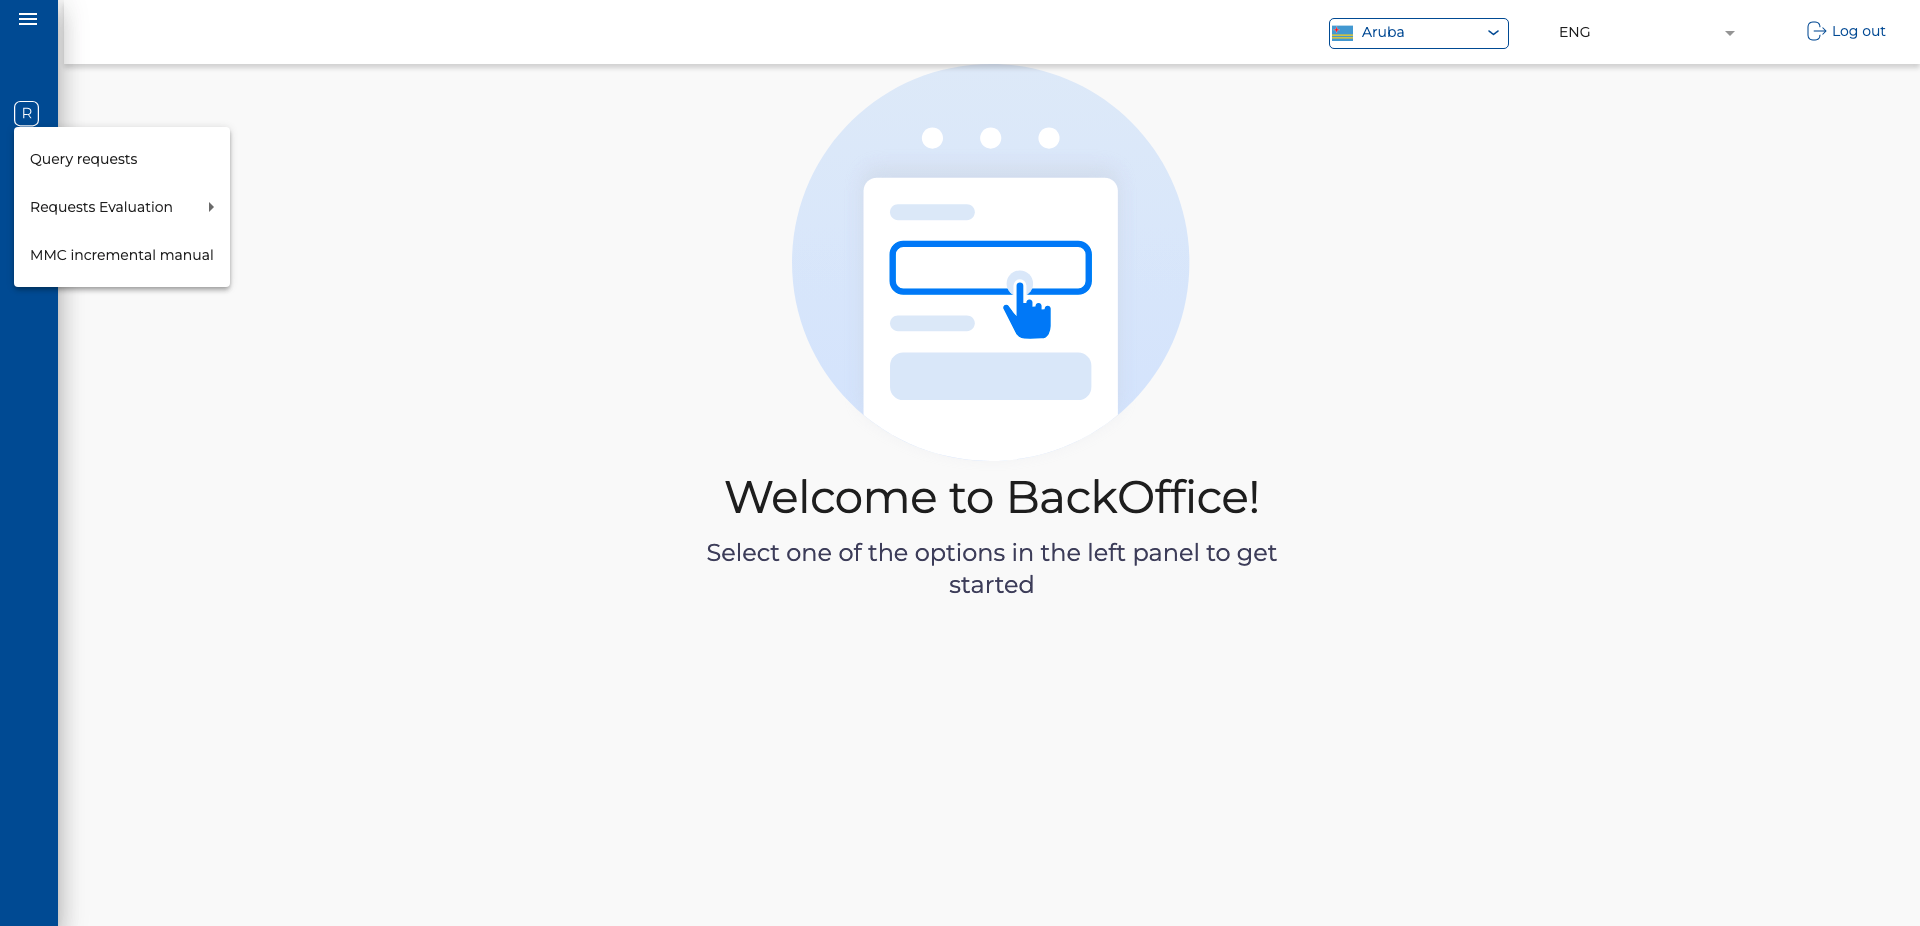 Aruba
ENG
Log out
R
Query requests
Requests Evaluation
MMC incremental manual
Welcome to BackOffice!
Select one of the options in the left panel to get
started